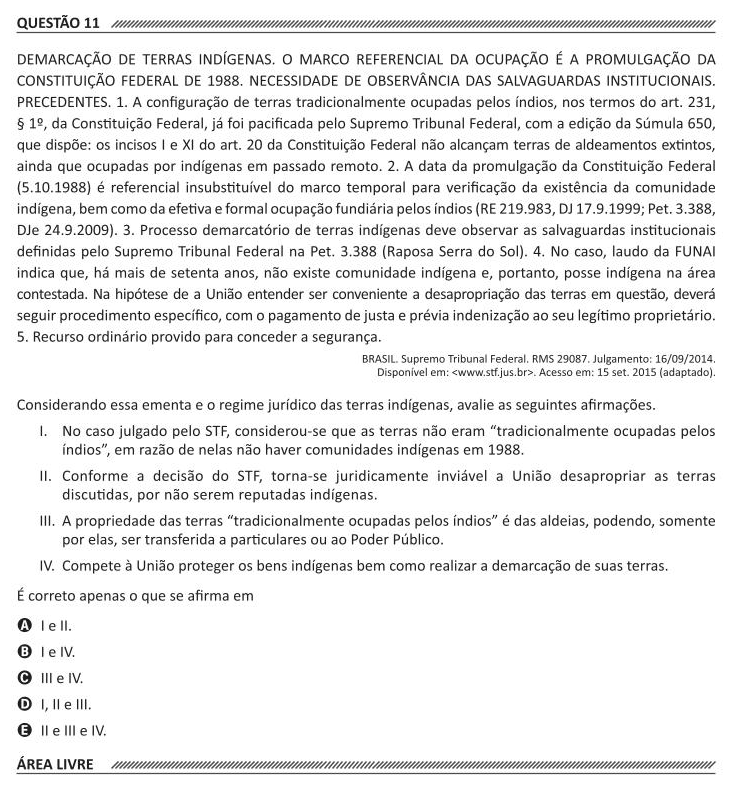 QUESTÃO 11
DEMARCAÇÃO DE TERRAS INDÍGENAS. O MARCO REFERENCIAL DA OCUPAÇÃO É A PROMULGAÇÃO DA
CONSTITUIÇÃO FEDERAL DE 1988. NECESSIDADE DE OBSERVÂNCIA DAS SALVAGUARDAS INSTITUCIONAIS.
PRECEDENTES. 1. A configuração de terras tradicionalmente ocupadas pelos índios, nos termos do art. 231,
§ 1º, da Constituição Federal, já foi pacificada pelo Supremo Tribunal Federal, com a edição da Súmula 650,
que dispõe: os incisos I e XI do art. 20 da Constituição Federal não alcançam terras de aldeamentos extintos,
ainda que ocupadas por indígenas em passado remoto. 2. A data da promulgação da Constituição Federal
(5.10.1988) é referencial insubstituível do marco temporal para verificação da existência da comunidade
indígena, bem como da efetiva e formal ocupação fundiária pelos índios (RE 219.983, DJ 17.9.1999; Pet. 3.388,
DJe 24.9.2009). 3. Processo demarcatório de terras indígenas deve observar as salvaguardas institucionais
definidas pelo Supremo Tribunal Federal na Pet. 3.388 (Raposa Serra do Sol). 4. No caso, laudo da FUNAI
indica que, há mais de setenta anos, não existe comunidade indígena e, portanto, posse indígena na área
contestada. Na hipótese de a União entender ser conveniente a desapropriação das terras em questão, deverá
seguir procedimento específico, com o pagamento de justa e prévia indenização ao seu legítimo proprietário.
5. Recurso ordinário provido para conceder a segurança.
BRASIL. Supremo Tribunal Federal. RMS 29087. Julgamento: 16/09/2014.
Disponível em: <www.stf.jus.br>. Acesso em: 15 set. 2015 (adaptado).
Considerando essa ementa e o regime jurídico das terras indígenas, avalie as seguintes afirmações.
I. No caso julgado pelo STF, considerou-se que as terras não eram “tradicionalmente ocupadas pelos
índios”, em razão de nelas não haver comunidades indígenas em 1988.
II. Conforme a decisão do STF, torna-se juridicamente inviável a União desapropriar as terras
discutidas, por não serem reputadas indígenas.
III. A propriedade das terras “tradicionalmente ocupadas pelos índios” é das aldeias, podendo, somente
por elas, ser transferida a particulares ou ao Poder Público.
IV. Compete à União proteger os bens indígenas bem como realizar a demarcação de suas terras.
É correto apenas o que se afirma em
A I e II.
B I e IV.
C III e IV.
D I, II e III.
E II e III e IV.
ÁREA LIVRE